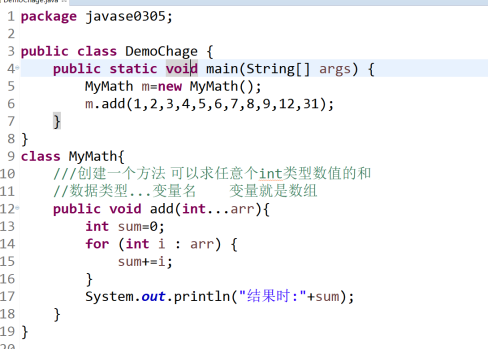 1 package javase0305;
2
3 public class DemoChage {
4 public static void main(String[] args) {
5 MyMath m=new MyMath();
6 m.add(1,2,3,4,5,6,7,8,9,12,31);
7 }
8 }
9 class MyMath{
10 ///创建一个方法 可以求任意个int类型数值的和
11 //数据类型...变量名 变量就是数组
12 public void add(int...arr){
13 int sum=0;
14 for (int i : arr) {
15 sum+=i;
16 }
17 System.out.println("结果时:"+sum);
18 }
19 }
20